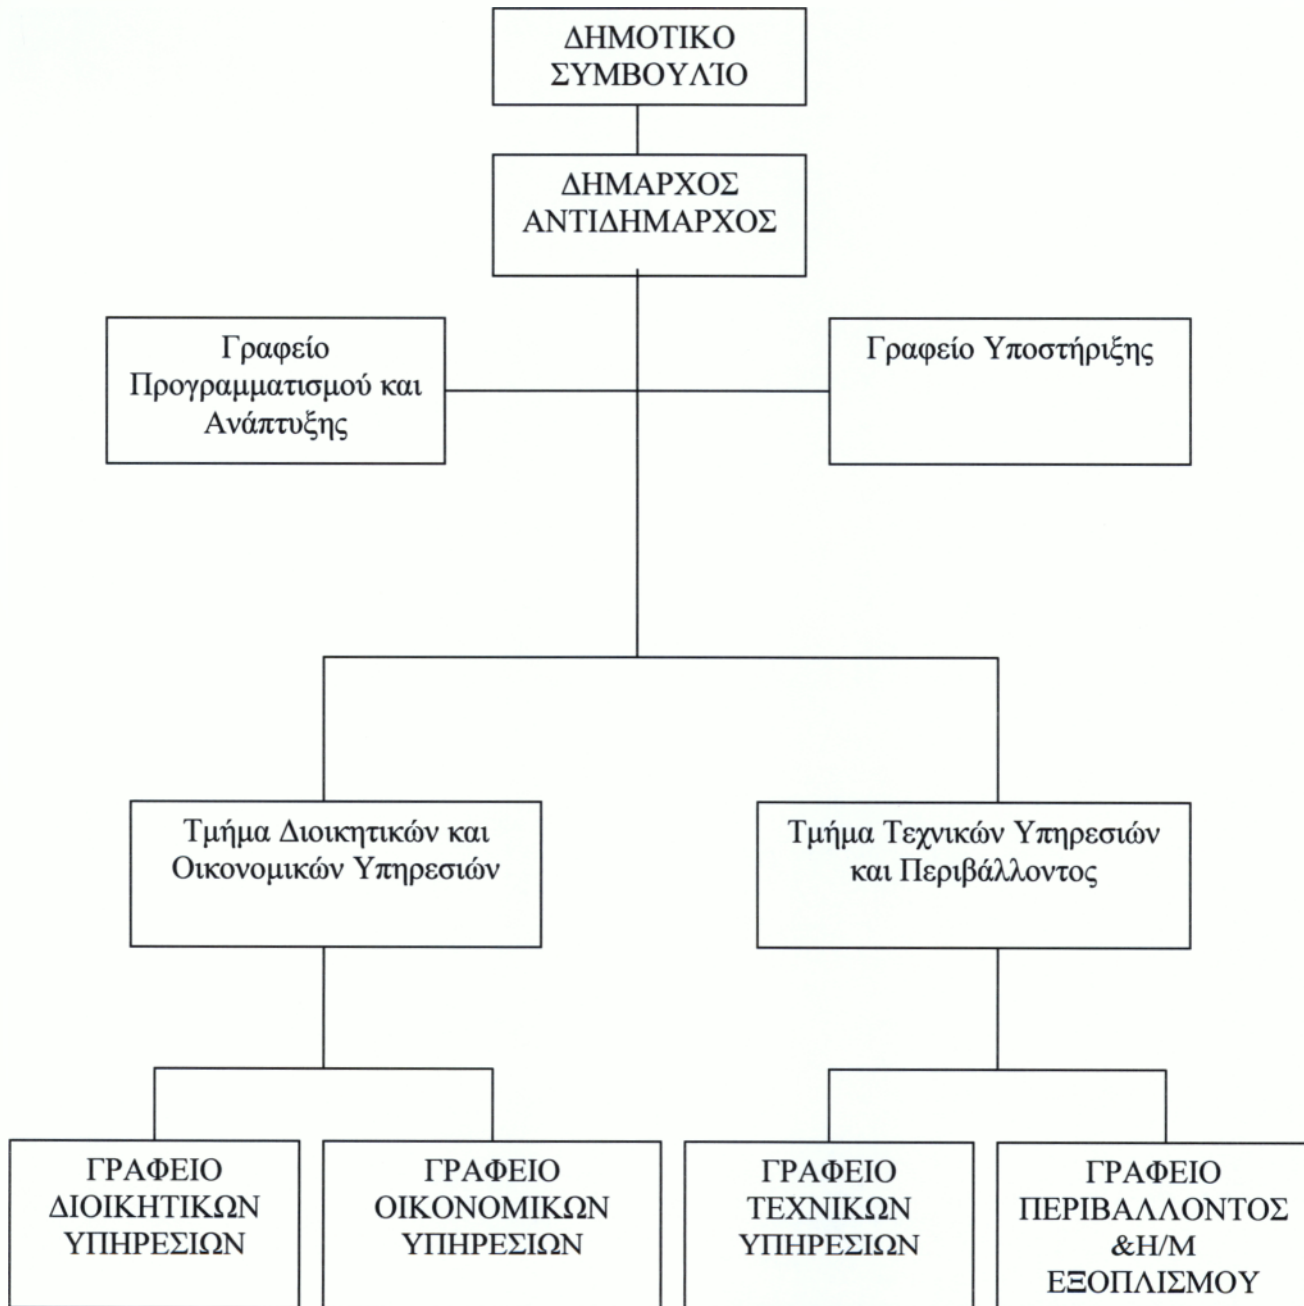 ΔΗΜΟΤΙΚΟ
ΣΥΜΒΟΥΛΊΟ
ΔΗΜΑΡΧΟΣ
ΑΝΤΙΔΗΜΑΡΧΟΣ
Γραφείο
Προγραμματισμού και
Ανάπτυξης
Γραφείο Υποστήριξης
Τμήμα Διοικητικών και
Οικονομικών Υπηρεσιών
Τμήμα Τεχνικών Υπηρεσιών
και Περιβάλλοντος
ΓΡΑΦΕΙΟ
ΔΙΟΙΚΗΤΙΚΩΝ
ΥΠΗΡΕΣΙΩΝ
ΓΡΑΦΕΙΟ
ΟΙΚΟΝΟΜΙΚΩΝ
ΥΠΗΡΕΣΙΩΝ
ΓΡΑΦΕΙΟ
ΤΕΧΝΙΚΩΝ
ΥΠΗΡΕΣΙΩΝ
ΓΡΑΦΕΙΟ
ΠΕΡΙΒΑΛΛΟΝΤΟΣ
&Η/Μ
ΕΞΟΠΛΙΣΜΟΥ